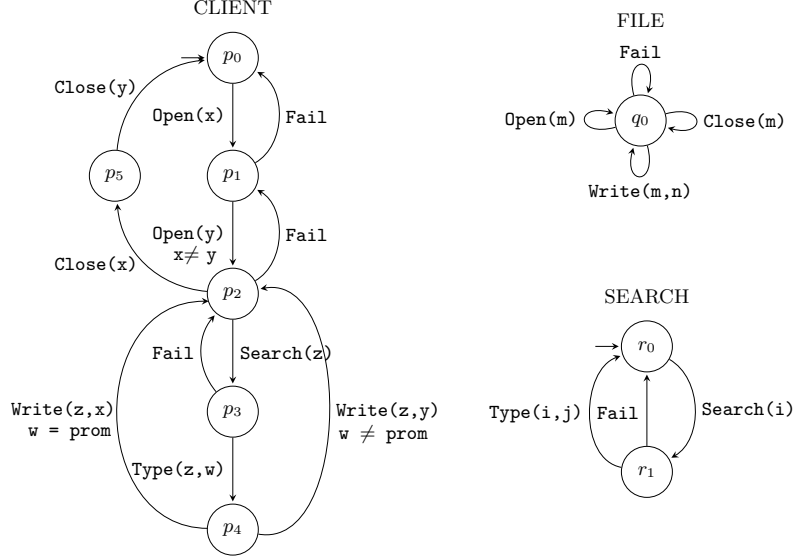 CLIENT
p0
Close(y)
Open(x)
Fail
p5
p1
Open(y)
x≠ y
Fail
Close(x)
p2
Fail
Search(z)
Write(z,x)
w = prom
p3
Write(z,y)
w ≠ prom
Type(z,w)
p4
FILE
Fail
Open(m)
q0
Close(m)
Write(m,n)
SEARCH
r0
Type(i,j)
Fail
Search(i)
r1